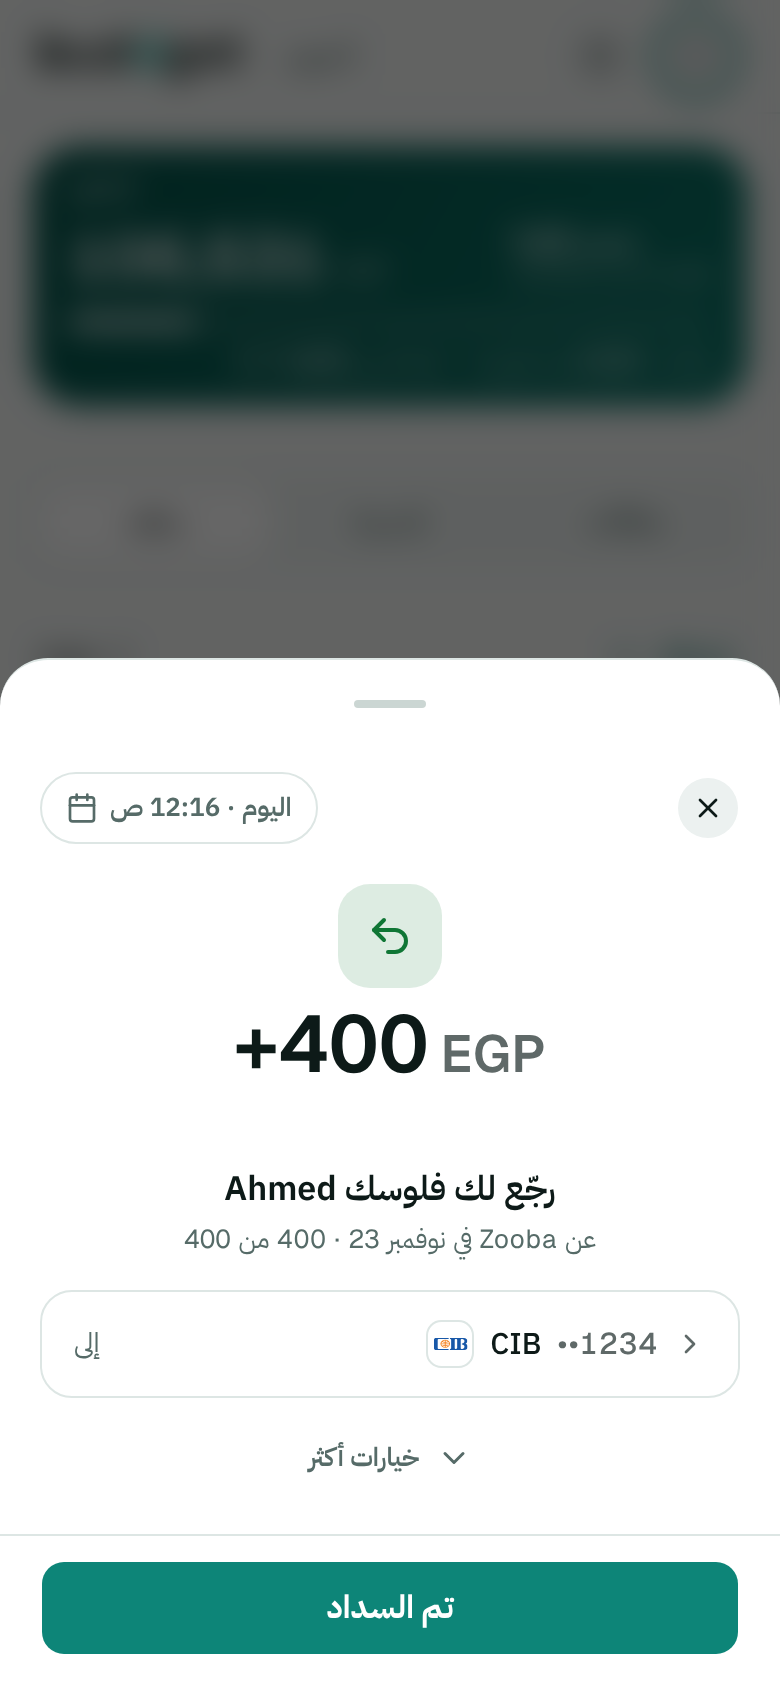 اليوم · 12:16 ص
+400 EGP
رجّع لك فلوسك Ahmed
عن Zooba في نوفمبر 23 · 400 من 400
إلى
CIB ••1234
خيارات أكثر
تم السداد